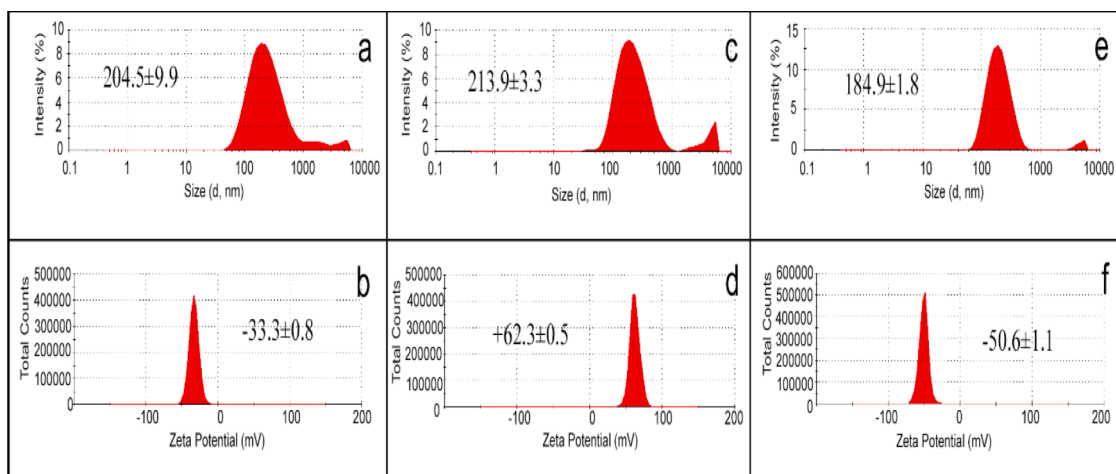 a
Intensity (%)
10
8
6
4
2
0
204.5±9.9
0.1 1 10 100 1000 10000
Size (d, nm)
c
Intensity (%)
10
8
6
4
2
0
213.9±3.3
0.1 1 10 100 1000 10000
Size (d, nm)
e
Intensity (%)
15
10
5
0
184.9±1.8
0.1 1 10 100 1000 10000
Size (d, nm)
b
Total Counts
500000
400000
300000
200000
100000
0
-33.3±0.8
-100 0 100 200
Zeta Potential (mV)
d
Total Counts
500000
400000
300000
200000
100000
0
+62.3±0.5
-100 0 100 200
Zeta Potential (mV)
f
Total Counts
600000
500000
400000
300000
200000
100000
0
-50.6±1.1
-100 0 100 200
Zeta Potential (mV)